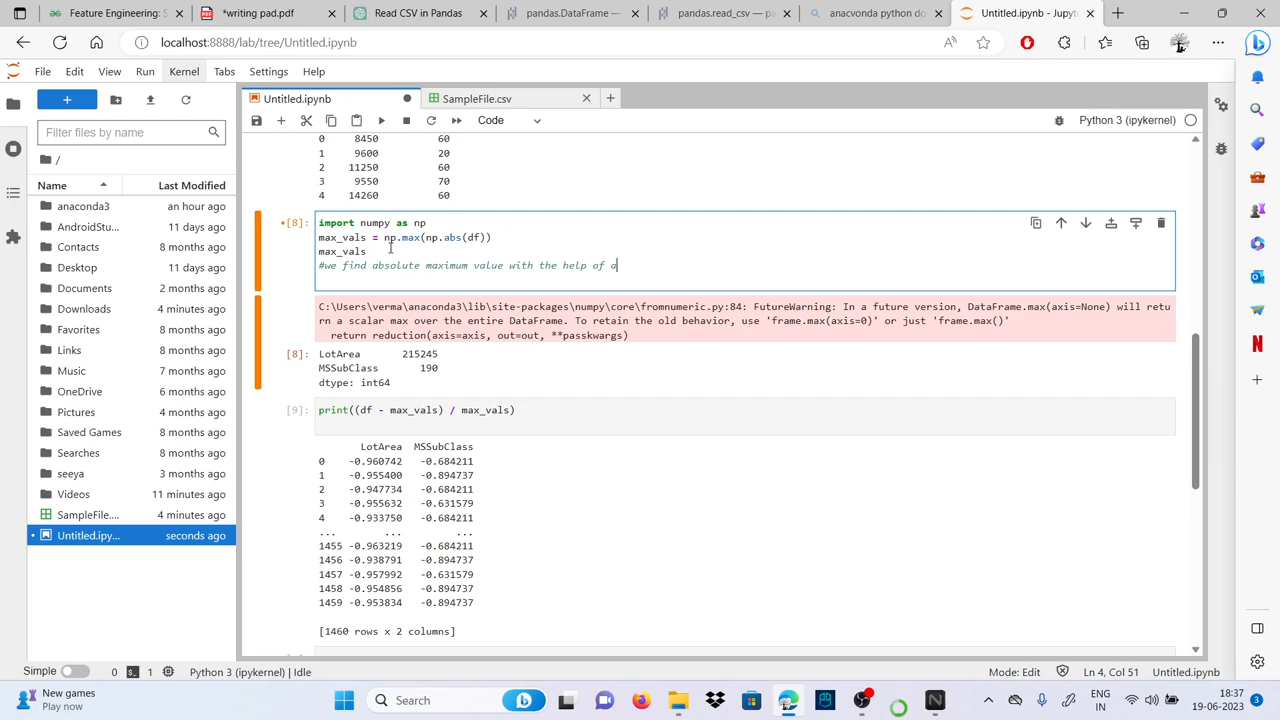 Feature Engineering: S
*writing pad.pdf
Read CSV in Pandas
pandas.DataFrame —
pandas.read_csv — pa
anacvonda python do
Untitled.ipynb - Jupyte
localhost:8888/lab/tree/Untitled.ipynb
File Edit View Run Kernel Tabs Settings Help
Untitled.ipynb
SampleFile.csv
Filter files by name
Code
Python 3 (ipykernel)
/
Name Last Modified
anaconda3 an hour ago
AndroidStu... 11 days ago
Contacts 8 months ago
Desktop 11 days ago
Documents 2 months ago
Downloads 4 months ago
Favorites 8 months ago
Links 8 months ago
Music 7 months ago
OneDrive 6 months ago
Pictures 4 months ago
Saved Games 8 months ago
Searches 8 months ago
seeya 3 months ago
Videos 11 minutes ago
SampleFile.... 4 minutes ago
Untitled.ipy... seconds ago
0 8450 60
1 9600 20
2 11250 60
3 9550 70
4 14260 60
[8]: import numpy as np
max_vals = np.max(np.abs(df))
max_vals
#we find absolute maximum value with the help of a
C:\Users\verma\anaconda3\lib\site-packages\numpy\core\fromnumeric.py:84: FutureWarning: In a future version, DataFrame.max(axis=None) will retu
rn a scalar max over the entire DataFrame. To retain the old behavior, use 'frame.max(axis=0)' or just 'frame.max()'
return reduction(axis=axis, out=out, **passkwargs)
[8]: LotArea 215245
MSSubClass 190
dtype: int64
[9]: print((df - max_vals) / max_vals)
LotArea MSSubClass
0 -0.960742 -0.684211
1 -0.955400 -0.894737
2 -0.947734 -0.684211
3 -0.955632 -0.631579
4 -0.933750 -0.684211
... ... ...
1455 -0.963219 -0.684211
1456 -0.938791 -0.894737
1457 -0.957992 -0.631579
1458 -0.954856 -0.894737
1459 -0.953834 -0.894737
[1460 rows x 2 columns]
Simple 0 1 Python 3 (ipykernel) | Idle
Mode: Edit Ln 4, Col 51 Untitled.ipynb
New games
Play now
Search
ENG
IN
18:37
19-06-2023
3